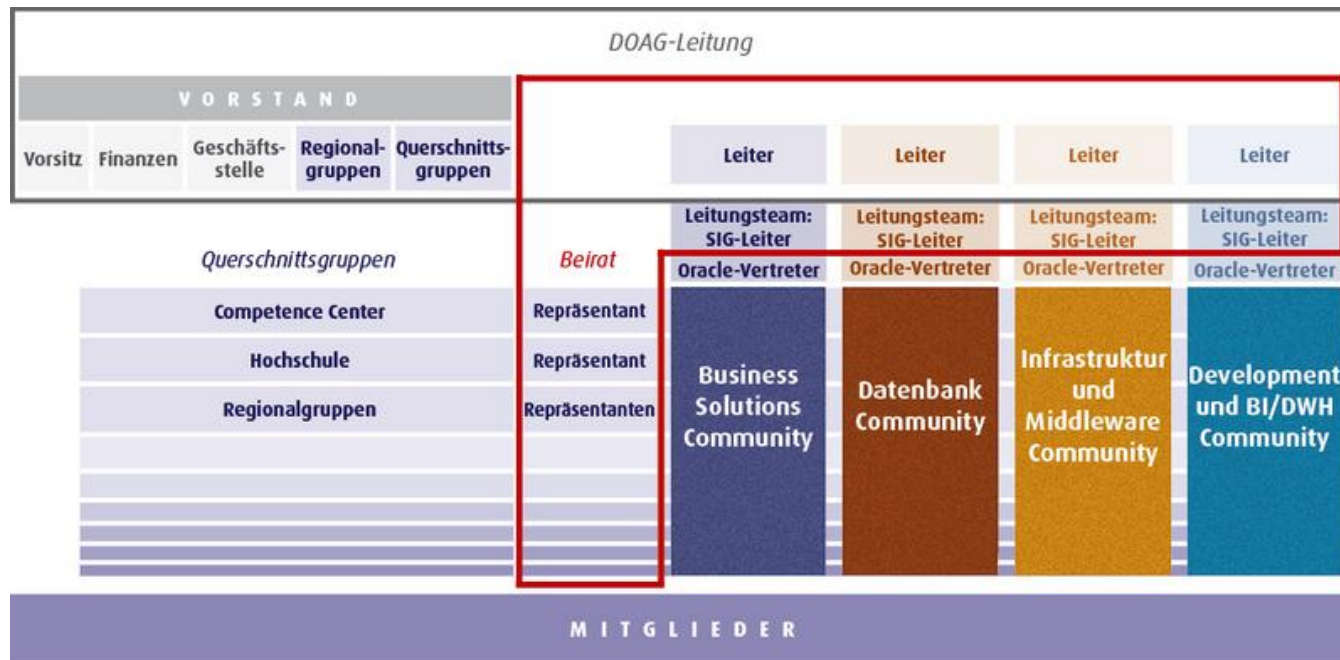 DOAG-Leitung
VORSTAND
Vorsitz
Finanzen
Geschäfts-
stelle
Regional-
gruppen
Querschnitts-
gruppen
Leiter
Leiter
Leiter
Leiter
Leitungsteam:
SIG-Leiter
Leitungsteam:
SIG-Leiter
Leitungsteam:
SIG-Leiter
Leitungsteam:
SIG-Leiter
Querschnittsgruppen
Beirat
Oracle-Vertreter
Oracle-Vertreter
Oracle-Vertreter
Oracle-Vertreter
Competence Center
Repräsentant
Hochschule
Repräsentant
Regionalgruppen
Repräsentanten
Business
Solutions
Community
Datenbank
Community
Infrastruktur
und
Middleware
Community
Development
und BI/DWH
Community
MITGLIEDER